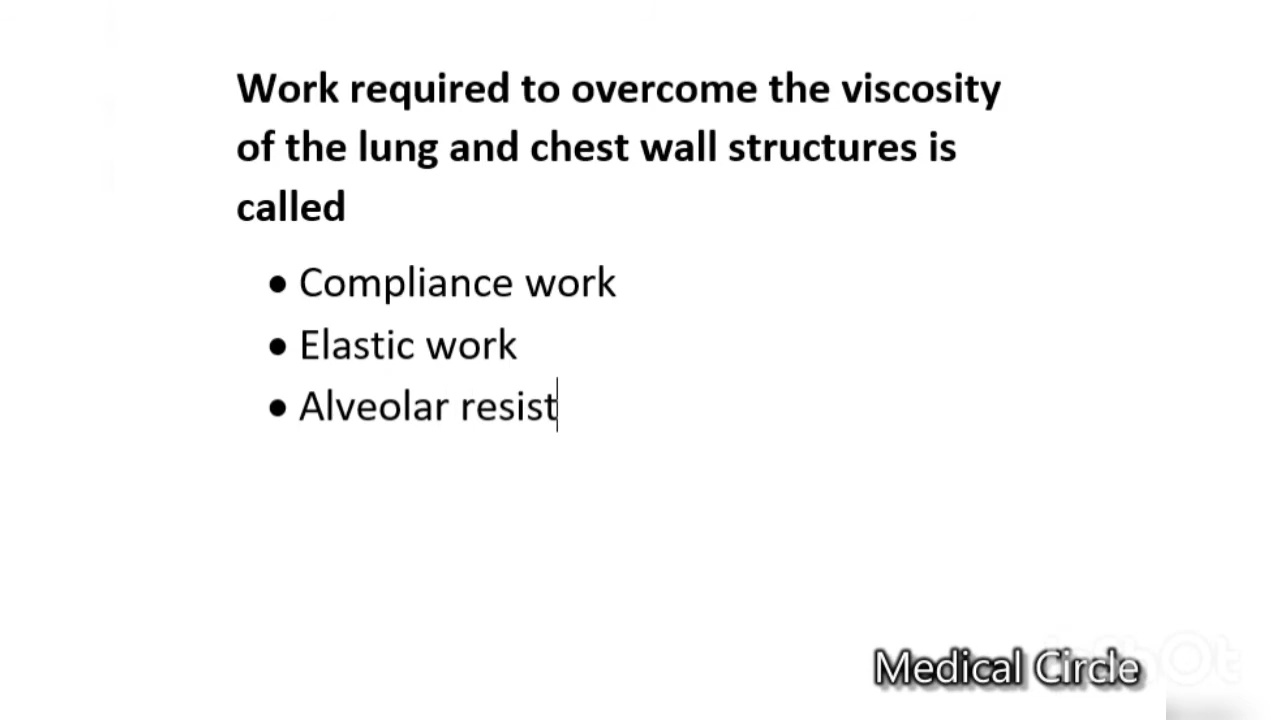 Work required to overcome the viscosity
of the lung and chest wall structures is
called
• Compliance work
• Elastic work
• Alveolar resist
Medical Circle